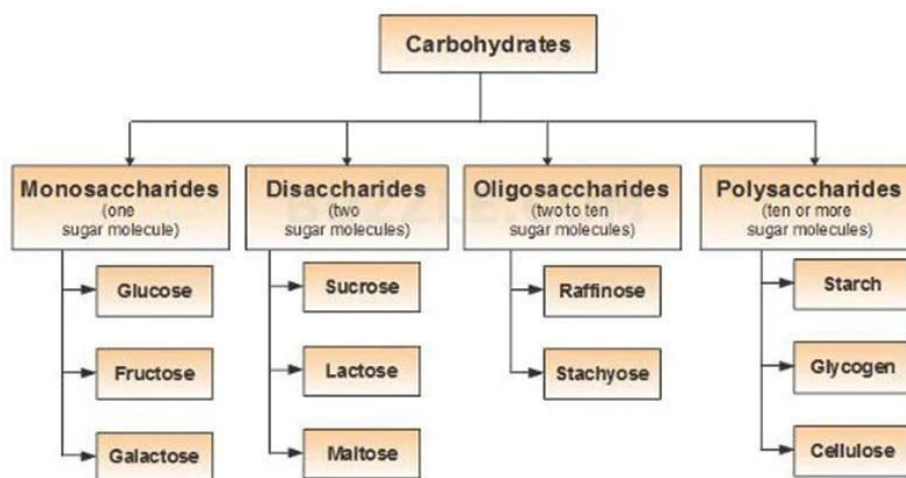 Carbohydrates
Monosaccharides
(one
sugar molecule)
Disaccharides
(two
sugar molecules)
Oligosaccharides
(two to ten
sugar molecules)
Polysaccharides
(ten or more
sugar molecules)
Glucose
Fructose
Galactose
Sucrose
Lactose
Maltose
Raffinose
Stachyose
Starch
Glycogen
Cellulose